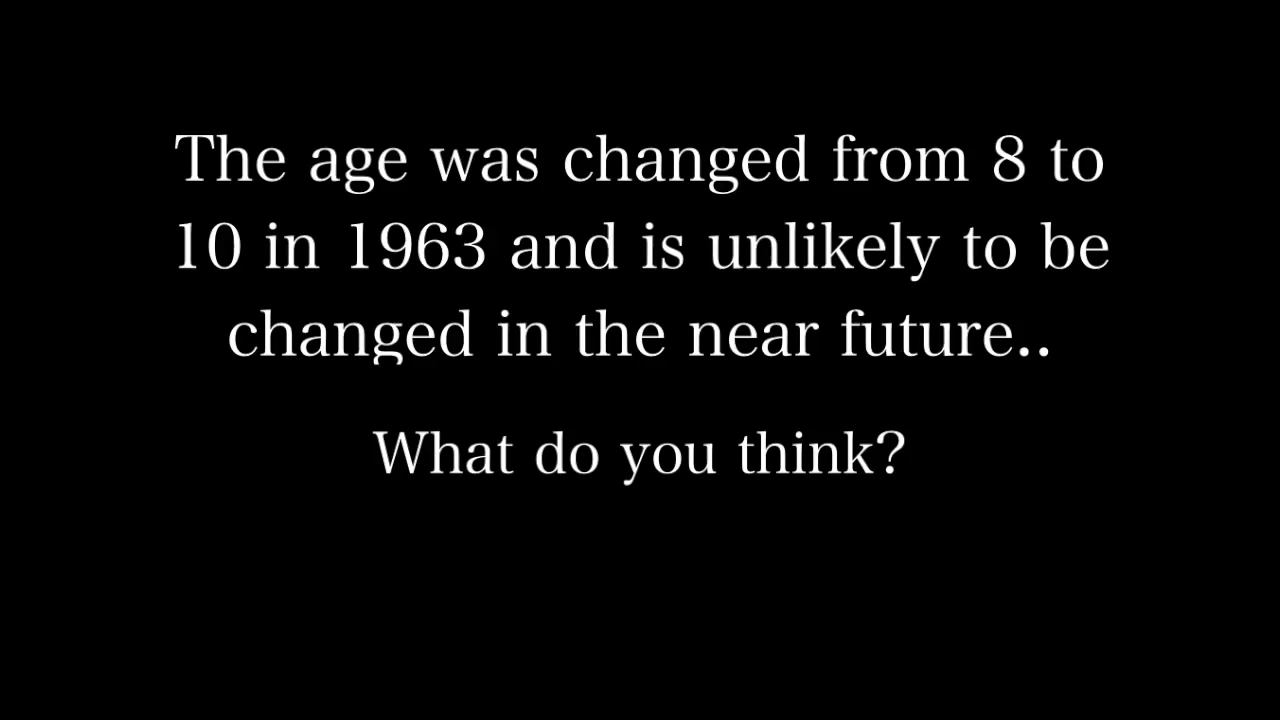 The age was changed from 8 to
10 in 1963 and is unlikely to be
changed in the near future..
What do you think?